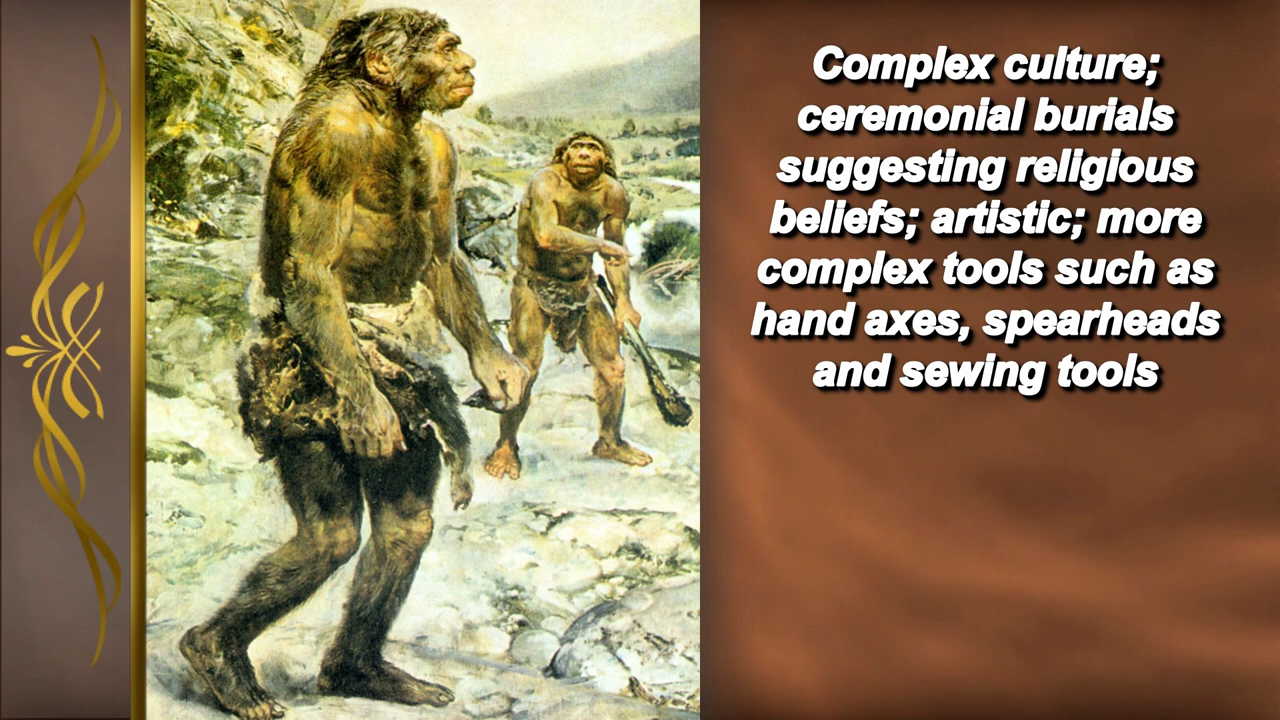 Complex culture;
ceremonial burials
suggesting religious
beliefs; artistic; more
complex tools such as
hand axes, spearheads
and sewing tools